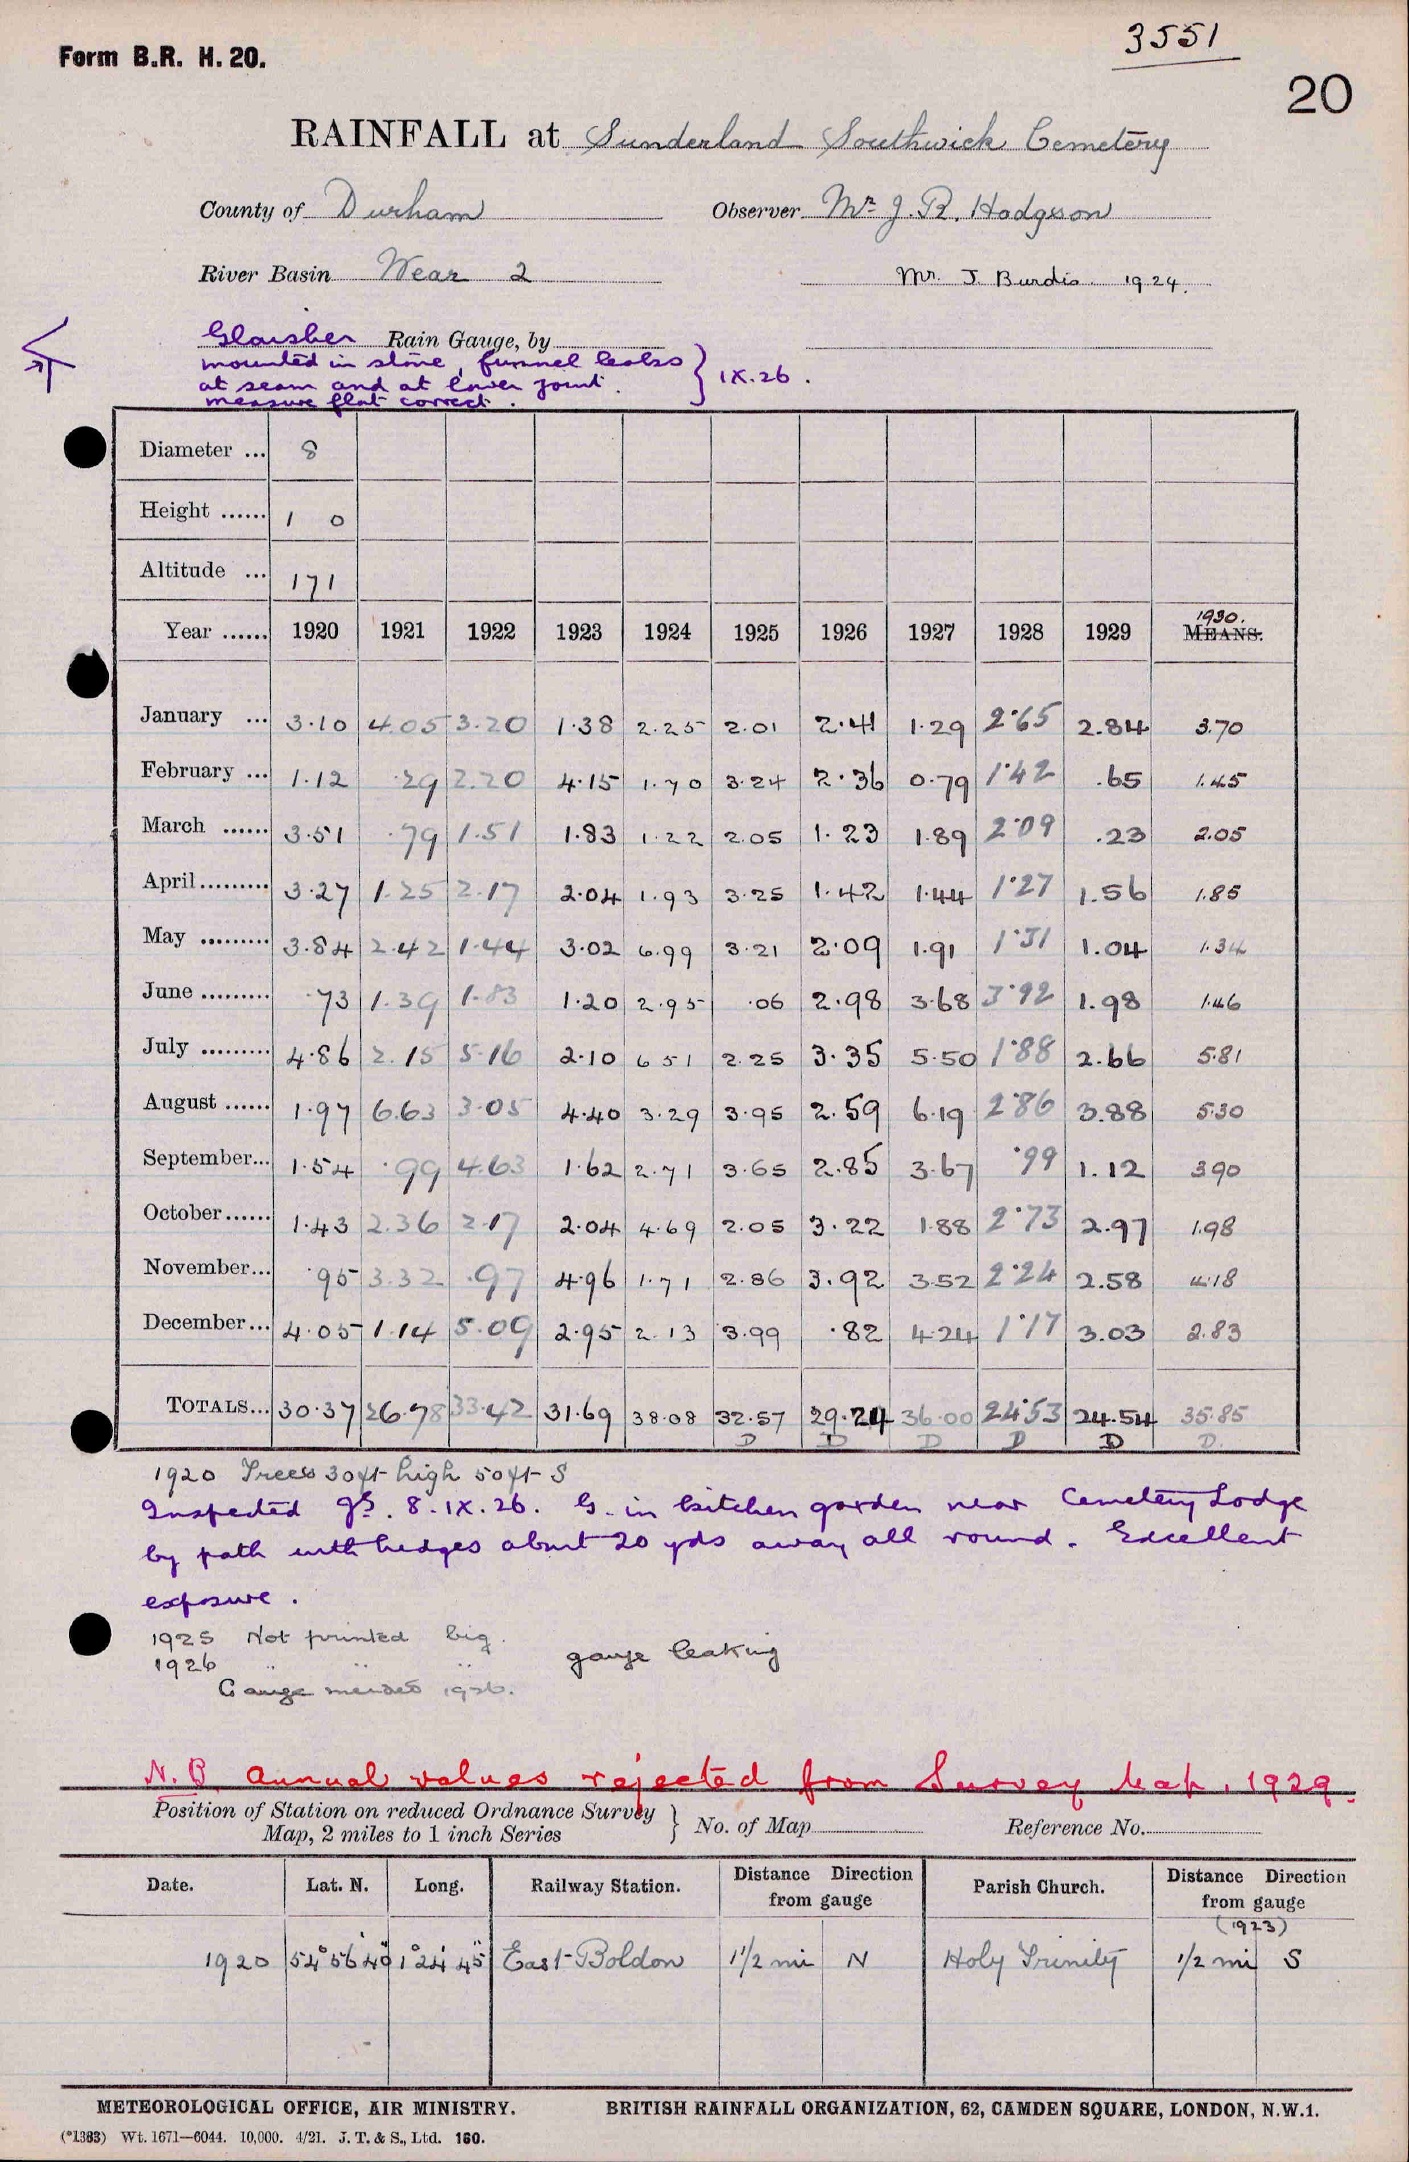 3551
Form B.R. H. 20.
20
RAINFALL at Sunderland Southwick Cemetery
County of Durham Observer Mr J. R. Hodgson
River Basin Wear 2 Mr. J. Burdis 1924.
Glaisher Rain Gauge, by
mounted in stone, funnel leaks
at seam and at lower joint. } IX.26.
measure flat correct.
Diameter ... 8
Height ...... 1 0
Altitude ... 171
1930.
Year ...... 1920 1921 1922 1923 1924 1925 1926 1927 1928 1929 MEANS.
January ... 3·10 4.05 3.20 1·38 2.25 2.01 2·41 1·29 2·65 2.84 3.70
February ... 1·12 ·29 2.20 4·15 1.70 3·24 2·36 0·79 1·42 .65 1.45
March ...... 3·51 ·79 1·51 1·83 1·22 2.05 1·23 1·89 2·09 .23 2.05
April......... 3·27 1·25 2·17 2·04 1·93 3·25 1·42 1·44 1·27 1.56 1.85
May ......... 3·84 2·42 1·44 3·02 6·99 3·21 2·09 1·91 1·31 1.04 1.34
June ......... ·73 1·39 1·83 1·20 2·95 ·06 2·98 3·68 3·92 1.98 1.46
July ......... 4·86 2·15 5·16 2·10 6 51 2·25 3·35 5·50 1·88 2.66 5.81
August ...... 1·97 6.63 3·05 4·40 3·29 3·95 2.59 6·19 2·86 3.88 5.30
September... 1·54 ·99 4.63 1·62 2·71 3·65 2.85 3·67 ·99 1.12 3.90
October...... 1·43 2.36 2·17 2·04 4·69 2·05 3·22 1·88 2·73 2.97 1.98
November... ·95 3.32 ·97 4·96 1·71 2·86 3.92 3·52 2·24 2.58 4.18
December... 4·05 1·14 5·09 2·95 2·13 3·99 ·82 4·24 1·17 3.03 2.83
TOTALS... 30·37 26·78 33·42 31·69 38·08 32·57 29·24 36·00 24·53 24.54 35.85
D D D D D D
1920 Trees 30ft high 50ft S
Inspected gS. 8.IX.26. G. in kitchen garden near Cemetery Lodge
by path with hedges about 20 yds away all round. Excellent
exposure.
1925 Not printed big.
1926 " " " gauge leaking
Gauge mended 1926.
N.B. Annual values rejected from Survey Map, 1929.
Position of Station on reduced Ordnance Survey
Map, 2 miles to 1 inch Series } No. of Map Reference No.
Date. Lat. N. Long. Railway Station. Distance Direction from gauge Parish Church. Distance Direction from gauge
(1923)
1920 54° 56' 40" 1° 24' 45" East Boldon 1 1/2 mi N Holy Trinity 1/2 mi S
METEOROLOGICAL OFFICE, AIR MINISTRY. BRITISH RAINFALL ORGANIZATION, 62, CAMDEN SQUARE, LONDON, N.W.1.
(*1383) Wt. 1671—6044. 10,000. 4/21. J. T. & S., Ltd. 160.